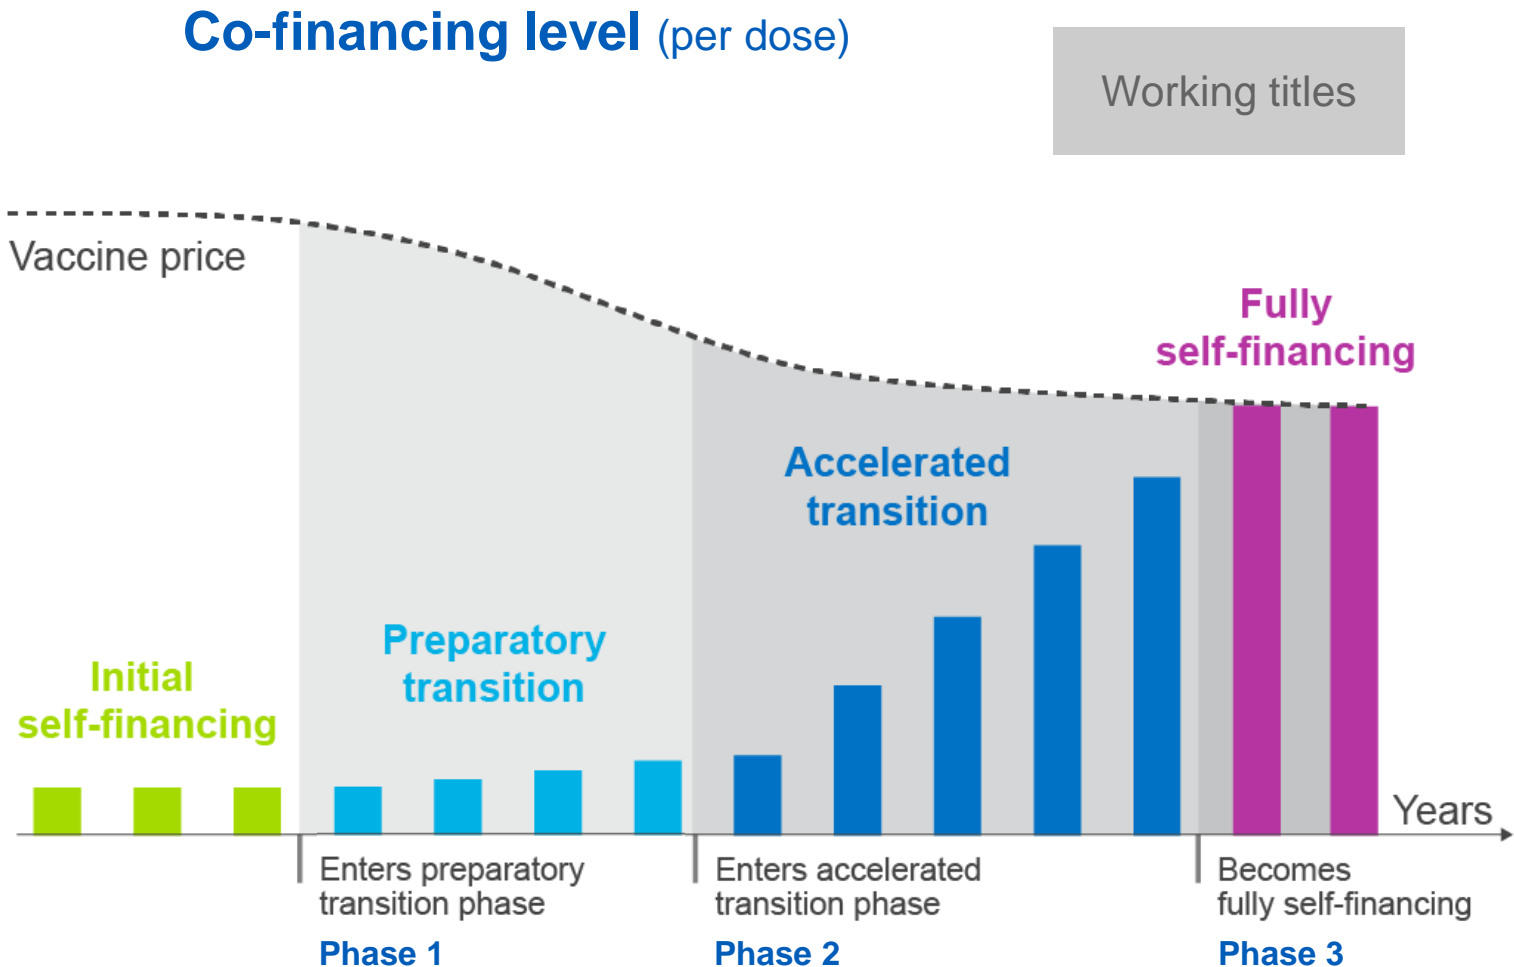 Co-financing level (per dose)
Working titles
Vaccine price
Fully
self-financing
Accelerated
transition
Preparatory
transition
Initial
self-financing
Years
Enters preparatory
transition phase
Phase 1
Enters accelerated
transition phase
Phase 2
Becomes
fully self-financing
Phase 3